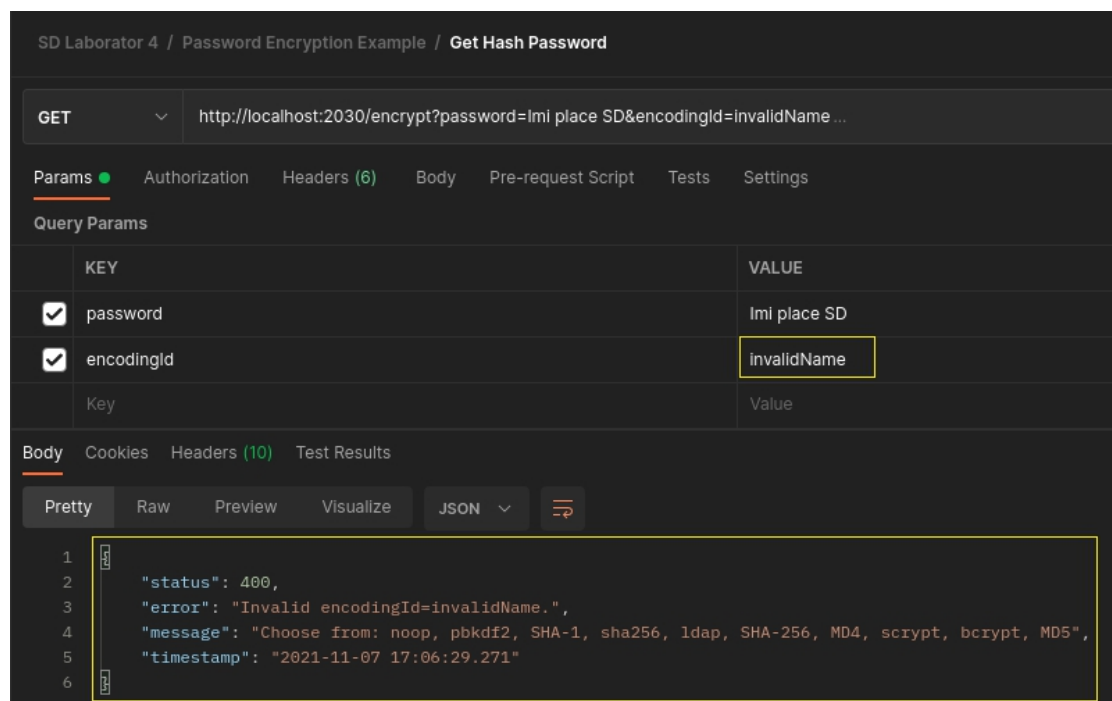 SD Laborator 4 / Password Encryption Example / Get Hash Password
GET http://localhost:2030/encrypt?password=Imi place SD&encodingId=invalidName ...
Params Authorization Headers (6) Body Pre-request Script Tests Settings
Query Params
KEY VALUE
password Imi place SD
encodingId invalidName
Key Value
Body Cookies Headers (10) Test Results
Pretty Raw Preview Visualize JSON
1 {
2 "status": 400,
3 "error": "Invalid encodingId=invalidName.",
4 "message": "Choose from: noop, pbkdf2, SHA-1, sha256, ldap, SHA-256, MD4, scrypt, bcrypt, MD5",
5 "timestamp": "2021-11-07 17:06:29.271"
6 }